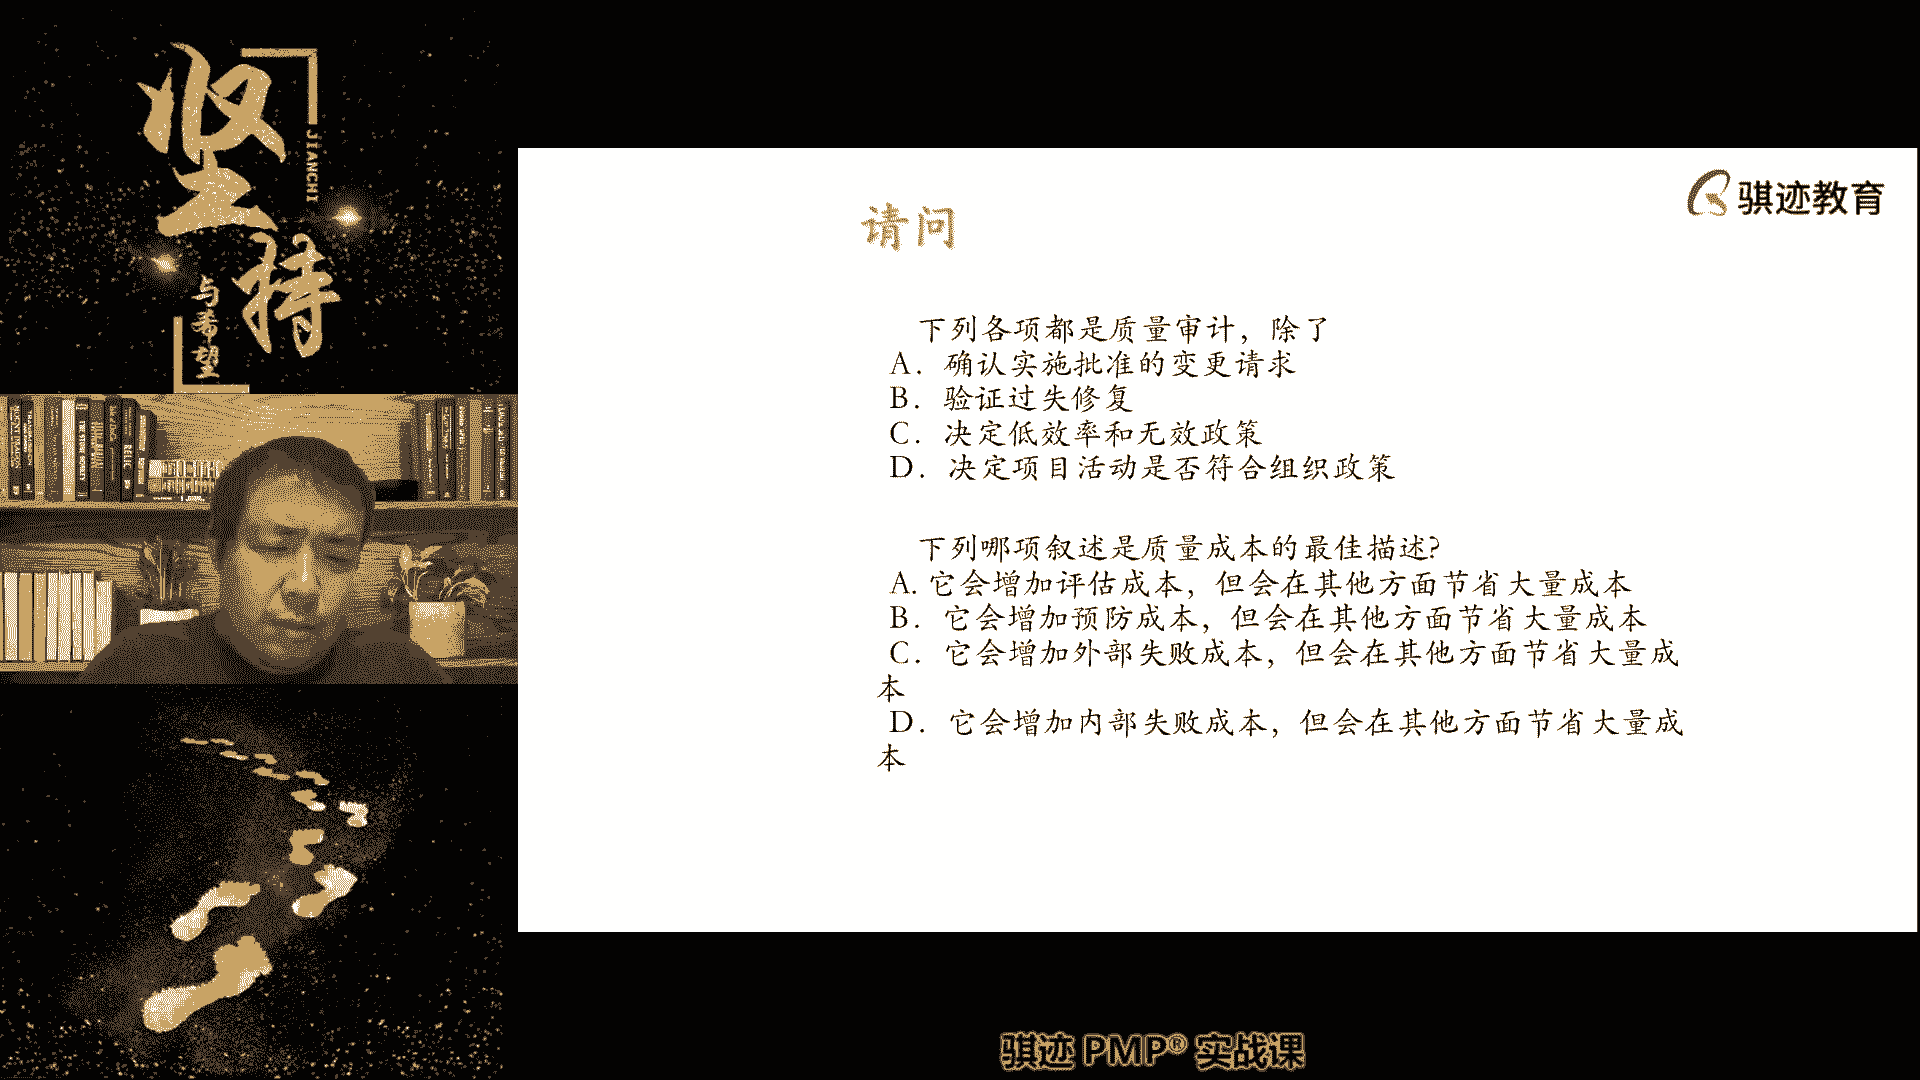 坚持
JIANCHI
与希望
骐迹教育
请问
下列各项都是质量审计，除了
A．确认实施批准的变更请求
B．验证过失修复
C．决定低效率和无效政策
D．决定项目活动是否符合组织政策
下列哪项叙述是质量成本的最佳描述?
A. 它会增加评估成本，但会在其他方面节省大量成本
B．它会增加预防成本，但会在其他方面节省大量成本
C．它会增加外部失败成本，但会在其他方面节省大量成
本
D．它会增加内部失败成本，但会在其他方面节省大量成
本
骐迹 PMP® 实战课